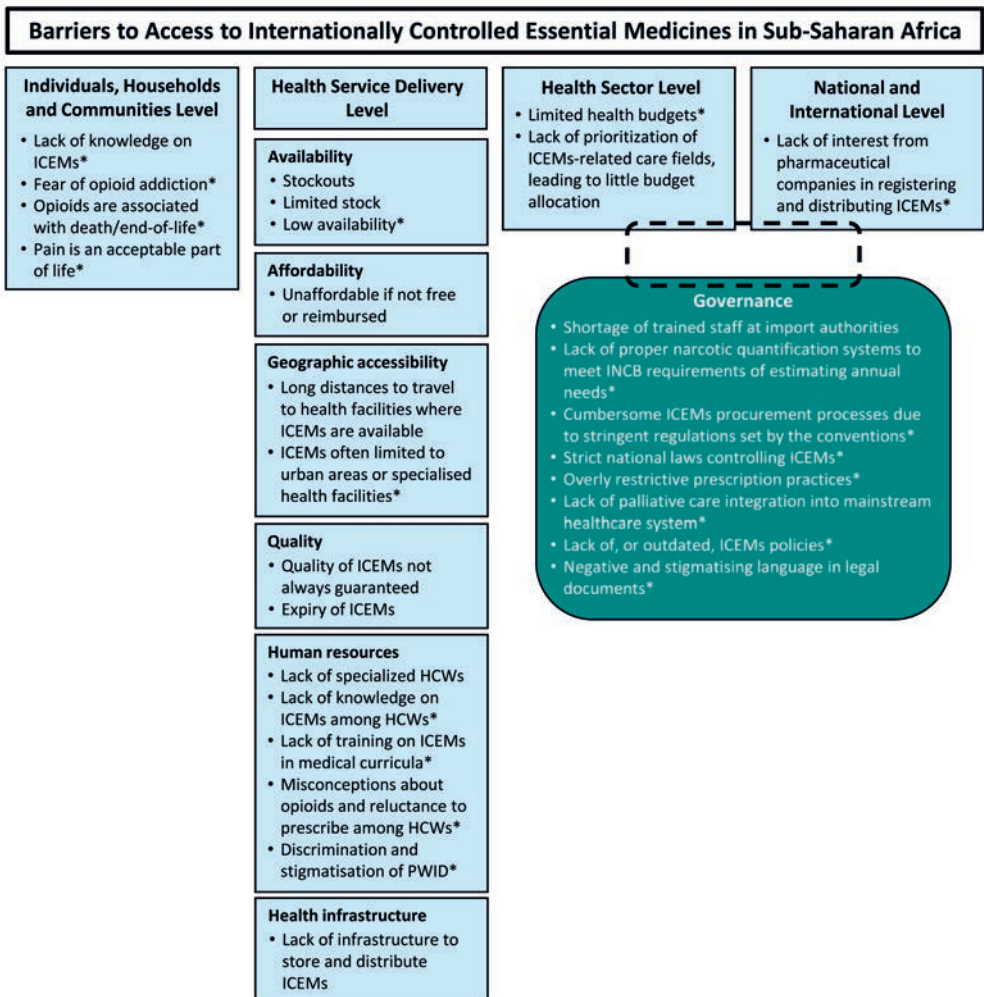 Barriers to Access to Internationally Controlled Essential Medicines in Sub-Saharan Africa
Individuals, Households
and Communities Level
• Lack of knowledge on
ICEMs*
• Fear of opioid addiction*
• Opioids are associated
with death/end-of-life*
• Pain is an acceptable part
of life*
Health Service Delivery
Level
Availability
• Stockouts
• Limited stock
• Low availability*
Affordability
• Unaffordable if not free
or reimbursed
Geographic accessibility
• Long distances to travel
to health facilities where
ICEMs are available
• ICEMs often limited to
urban areas or specialised
health facilities*
Quality
• Quality of ICEMs not
always guaranteed
• Expiry of ICEMs
Human resources
• Lack of specialized HCWs
• Lack of knowledge on
ICEMs among HCWs*
• Lack of training on ICEMs
in medical curricula*
• Misconceptions about
opioids and reluctance to
prescribe among HCWs*
• Discrimination and
stigmatisation of PWID*
Health infrastructure
• Lack of infrastructure to
store and distribute
ICEMs
Health Sector Level
• Limited health budgets*
• Lack of prioritization of
ICEMs-related care fields,
leading to little budget
allocation
National and
International Level
• Lack of interest from
pharmaceutical
companies in registering
and distributing ICEMs*
Governance
• Shortage of trained staff at import authorities
• Lack of proper narcotic quantification systems to
meet INCB requirements of estimating annual
needs*
• Cumbersome ICEMs procurement processes due
to stringent regulations set by the conventions*
• Strict national laws controlling ICEMs*
• Overly restrictive prescription practices*
• Lack of palliative care integration into mainstream
healthcare system*
• Lack of, or outdated, ICEMs policies*
• Negative and stigmatising language in legal
documents*